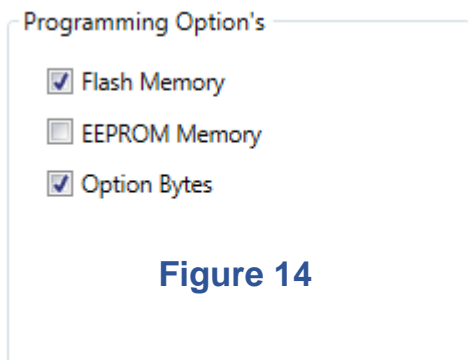 Programming Option's
Flash Memory
EEPROM Memory
Option Bytes
Figure 14